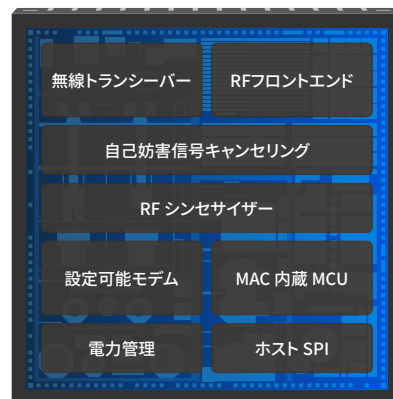 無線トランシーバー
RFフロントエンド
自己妨害信号キャンセリング
RF シンセサイザー
設定可能モデム
MAC 内蔵 MCU
電力管理
ホスト SPI